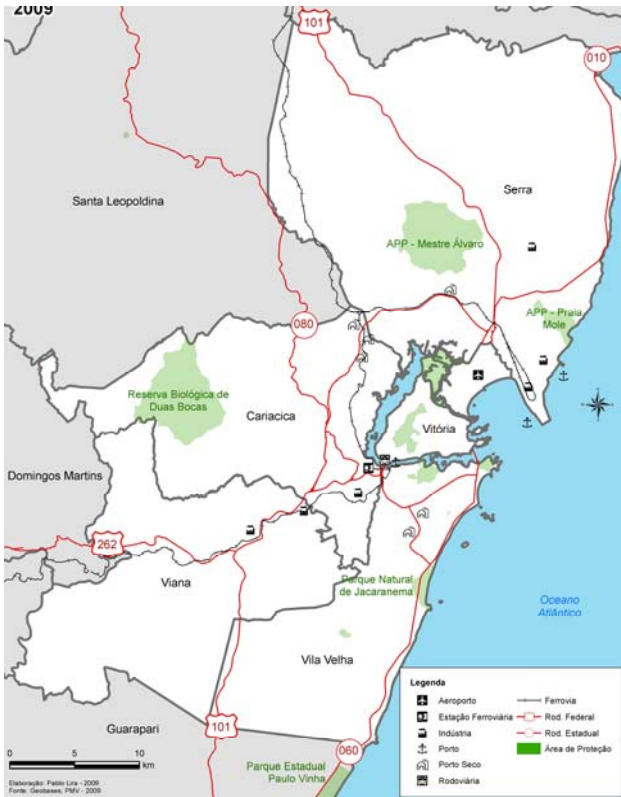 2009
101
010
Santa Leopoldina
Serra
APP - Mestre Álvaro
APP - Praia
Mole
080
Reserva Biológica de
Duas Bocas
Cariacica
Vitória
Domingos Martins
262
Viana
Parque Natural
de Jacaranema
Oceano
Atlântico
Vila Velha
Guarapari
101
060
Parque Estadual
Paulo Vinha
0 5 10
km
Elaboração: Pablo Lira - 2009
Fonte: Geobases; PMV - 2009
Legenda
Aeroporto
Estação Ferroviária
Indústria
Porto
Porto Seco
Rodoviária
Ferrovia
Rod. Federal
Rod. Estadual
Área de Proteção